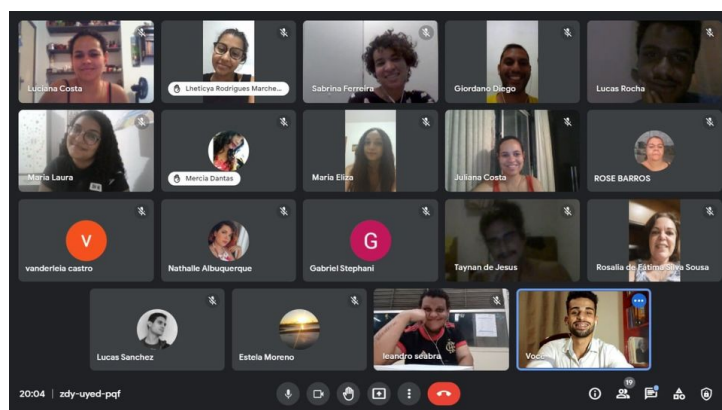 Luciana Costa
Lheticya Rodrigues Marche...
Sabrina Ferreira
Giordano Diego
Lucas Rocha
Maria Laura
Mercia Dantas
Maria Eliza
Juliana Costa
ROSE BARROS
V
vanderleia castro
Nathalle Albuquerque
G
Gabriel Stephani
Taynan de Jesus
Rosalia de Fátima Silva Sousa
Lucas Sanchez
Estela Moreno
leandro seabra
Você
20:04 | zdy-uyed-pqf
19